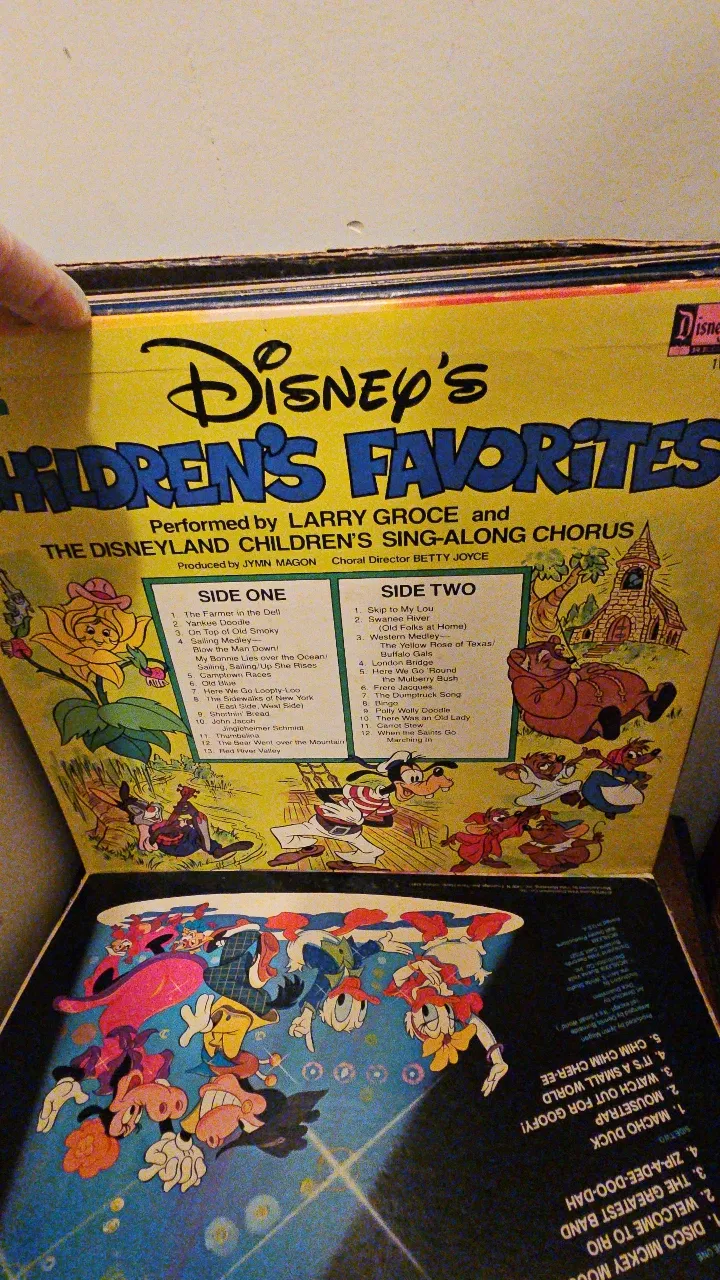 Disney's
CHILDREN'S FAVORITES
Performed by LARRY GROCE and
THE DISNEYLAND CHILDREN'S SING-ALONG CHORUS
Produced by JYMN MAGON Choral Director BETTY JOYCE
SIDE ONE
1. The Farmer in the Dell
2. Yankee Doodle
3. On Top of Old Smoky
4. Sailing Medley—
Blow the Man Down/
My Bonnie Lies over the Ocean/
Sailing, Sailing/Up She Rises
5. Camptown Races
6. Old Blue
7. Here We Go Loopty-Loo
8. The Sidewalks of New York
(East Side, West Side)
9. Shortnin' Bread
10. John Jacob
Jingleheimer Schmidt
11. Thumbelina
12. The Bear Went over the Mountain
13. Red River Valley
SIDE TWO
1. Skip to My Lou
2. Swanee River
(Old Folks at Home)
3. Western Medley—
The Yellow Rose of Texas/
Buffalo Gals
4. London Bridge
5. Here We Go 'Round
the Mulberry Bush
6. Frere Jacques
7. The Dumptruck Song
8. Bingo
9. Polly Wolly Doodle
10. There Was an Old Lady
11. Carrot Stew
12. When the Saints Go
Marching In
DISCO MICKEY MOU
2. WELCOME TO RIO
3. THE GREATEST BAND
4. ZIP-A-DEE-DOO-DAH
SIDE TWO
1. MACHO DUCK
2. MOUSETRAP
3. WATCH OUT FOR GOOFY!
4. IT'S A SMALL WORLD
5. CHIM CHIM CHER-EE